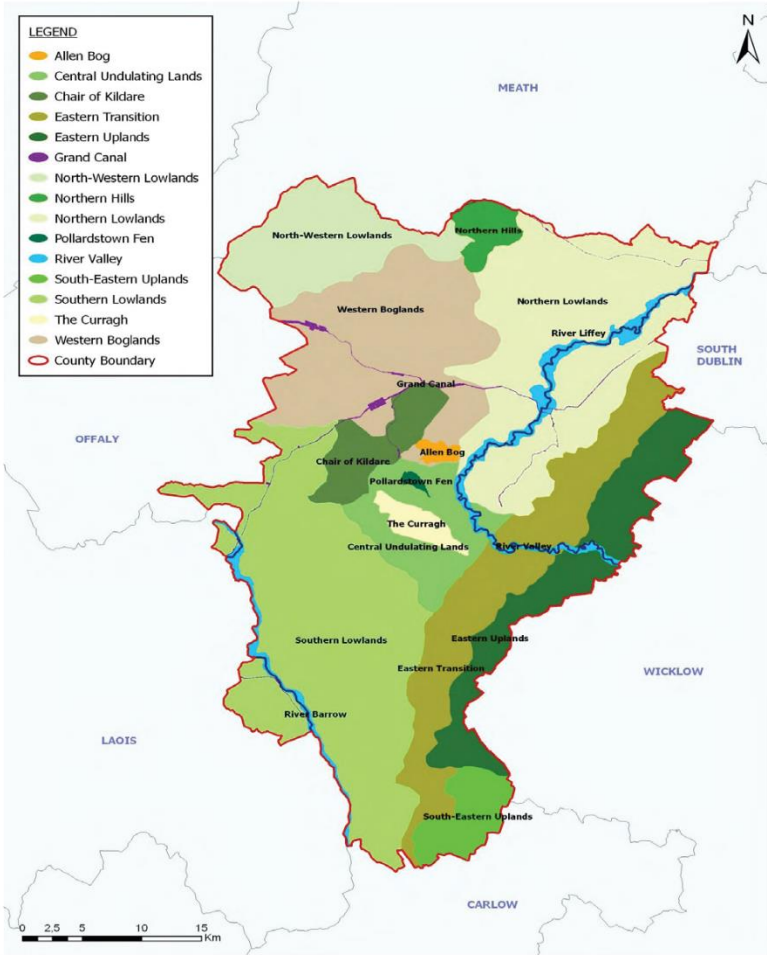 LEGEND
Allen Bog
Central Undulating Lands
Chair of Kildare
Eastern Transition
Eastern Uplands
Grand Canal
North-Western Lowlands
Northern Hills
Northern Lowlands
Pollardstown Fen
River Valley
South-Eastern Uplands
Southern Lowlands
The Curragh
Western Boglands
County Boundary
N
MEATH
North-Western Lowlands
Northern Hills
Northern Lowlands
Western Boglands
River Liffey
SOUTH
DUBLIN
Grand Canal
OFFALY
Allen Bog
Chair of Kildare
Pollardstown Fen
The Curragh
Central Undulating Lands
River Valley
Southern Lowlands
Eastern Uplands
Eastern Transition
WICKLOW
River Barrow
LAOIS
South-Eastern Uplands
CARLOW
0 2,5 5 10 15
Km